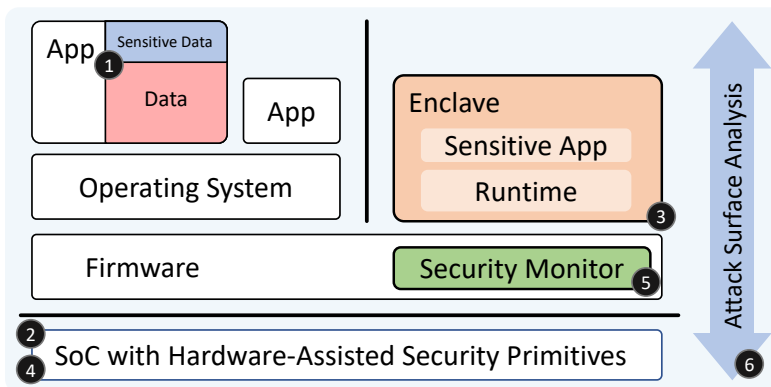 App
Sensitive Data
1
Data
App
Operating System
Enclave
Sensitive App
Runtime
3
Firmware
Security Monitor
5
2
4
SoC with Hardware-Assisted Security Primitives
Attack Surface Analysis
6